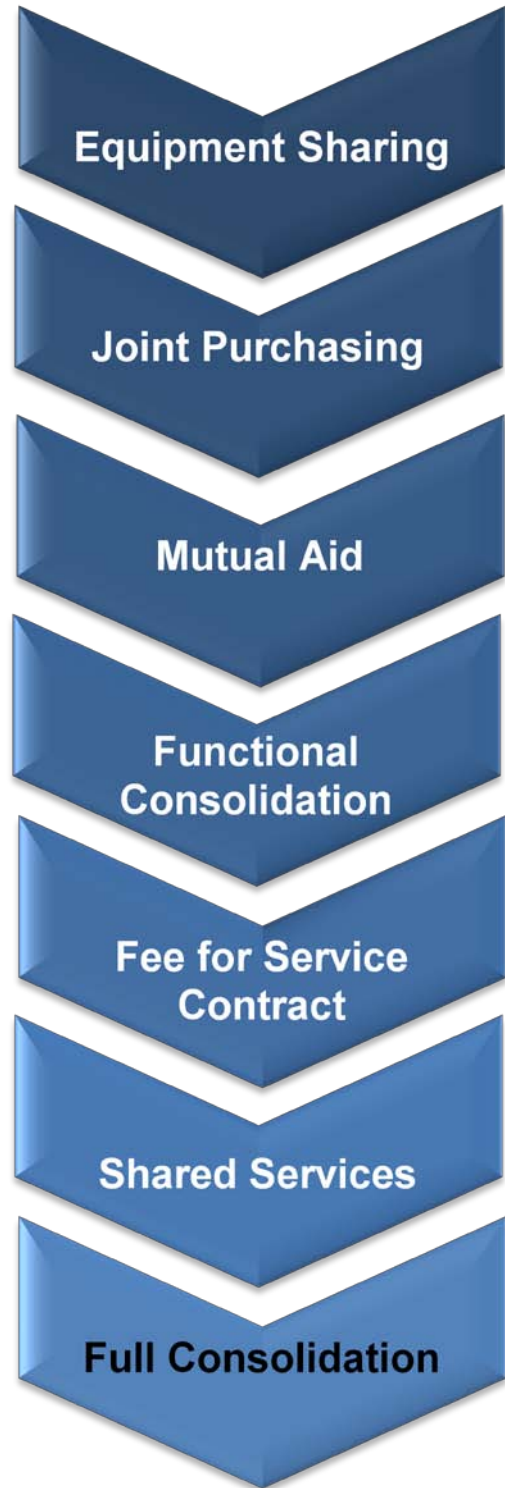 Equipment Sharing
Joint Purchasing
Mutual Aid
Functional
Consolidation
Fee for Service
Contract
Shared Services
Full Consolidation